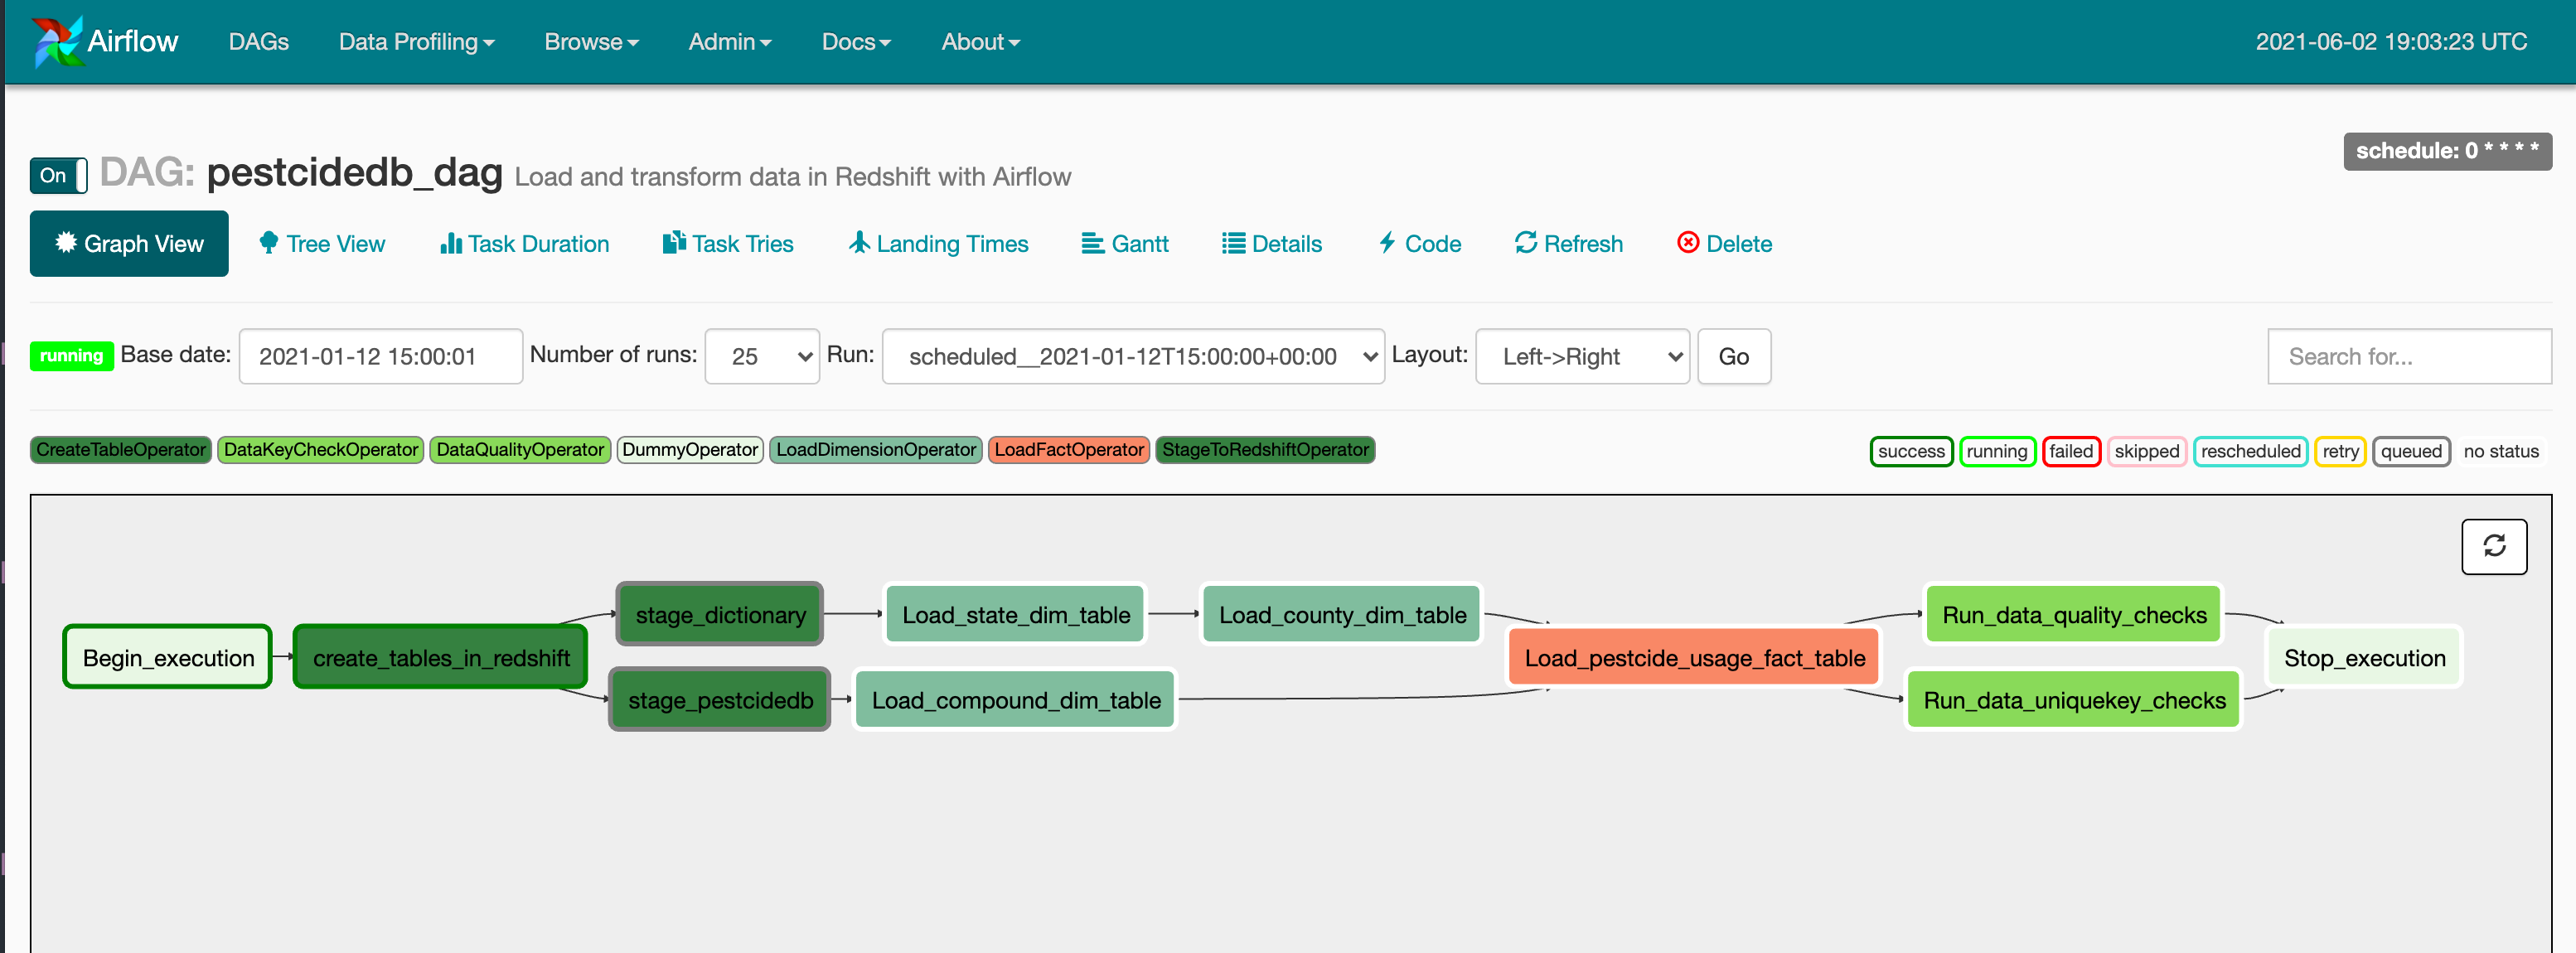 Airflow DAGs Data Profiling Browse Admin Docs About 2021-06-02 19:03:23 UTC
schedule: 0 * * * *
On DAG: pestcidedb_dag Load and transform data in Redshift with Airflow
Graph View Tree View Task Duration Task Tries Landing Times Gantt Details Code Refresh Delete
running Base date: 2021-01-12 15:00:01 Number of runs: 25 Run: scheduled__2021-01-12T15:00:00+00:00 Layout: Left->Right Go Search for...
CreateTableOperator DataKeyCheckOperator DataQualityOperator DummyOperator LoadDimensionOperator LoadFactOperator StageToRedshiftOperator success running failed skipped rescheduled retry queued no status
stage_dictionary Load_state_dim_table Load_county_dim_table Run_data_quality_checks
Begin_execution create_tables_in_redshift Load_pestcide_usage_fact_table Stop_execution
stage_pestcidedb Load_compound_dim_table Run_data_uniquekey_checks